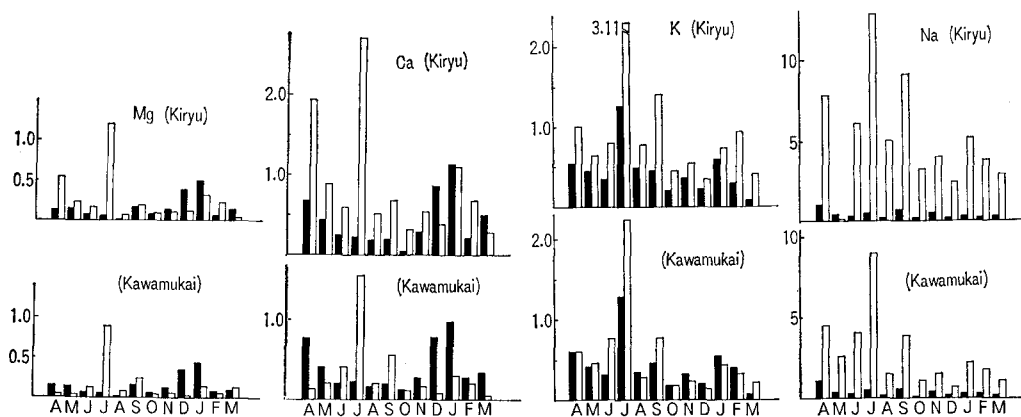 Mg (Kiryu)
1.0
0.5
Ca (Kiryu)
2.0
1.0
3.11
K (Kiryu)
2.0
1.0
Na (Kiryu)
10
5
(Kawamukai)
1.0
0.5
A M J J A S O N D J F M
(Kawamukai)
1.0
A M J J A S O N D J F M
(Kawamukai)
2.0
1.0
A M J J A S O N D J F M
(Kawamukai)
10
5
A M J J A S O N D J F M